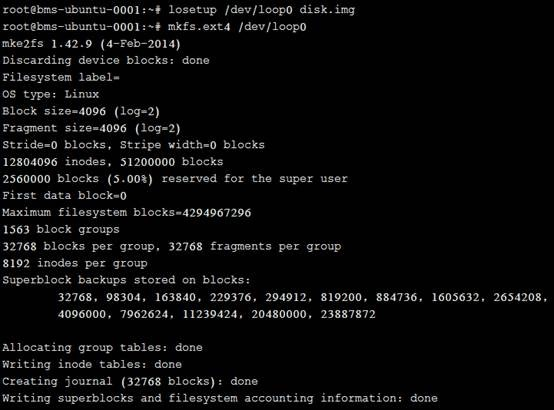 root@bms-ubuntu-0001:~# losetup /dev/loop0 disk.img
root@bms-ubuntu-0001:~# mkfs.ext4 /dev/loop0
mke2fs 1.42.9 (4-Feb-2014)
Discarding device blocks: done
Filesystem label=
OS type: Linux
Block size=4096 (log=2)
Fragment size=4096 (log=2)
Stride=0 blocks, Stripe width=0 blocks
12804096 inodes, 51200000 blocks
2560000 blocks (5.00%) reserved for the super user
First data block=0
Maximum filesystem blocks=4294967296
1563 block groups
32768 blocks per group, 32768 fragments per group
8192 inodes per group
Superblock backups stored on blocks:
32768, 98304, 163840, 229376, 294912, 819200, 884736, 1605632, 2654208,
4096000, 7962624, 11239424, 20480000, 23887872
Allocating group tables: done
Writing inode tables: done
Creating journal (32768 blocks): done
Writing superblocks and filesystem accounting information: done